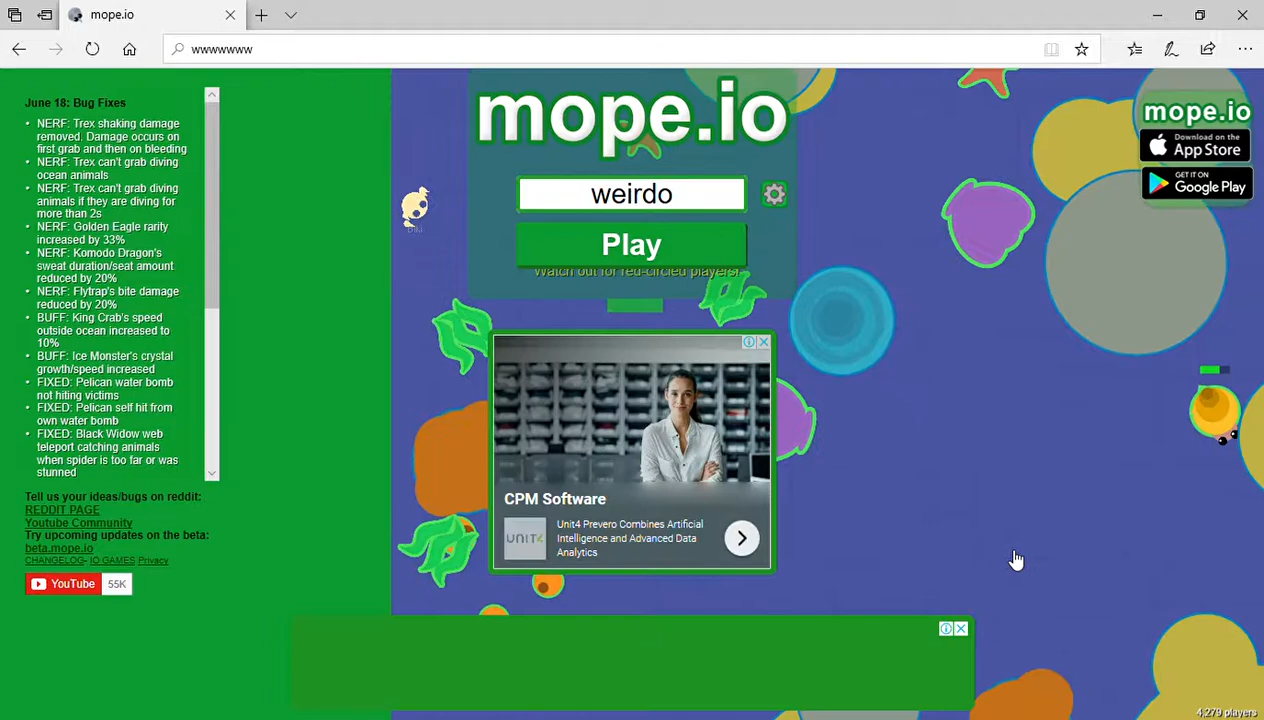 mope.io
wwwwwww
June 18: Bug Fixes
• NERF: Trex shaking damage
removed. Damage occurs on
first grab and then on bleeding
• NERF: Trex can't grab diving
ocean animals
• NERF: Trex can't grab diving
animals if they are diving for
more than 2s
• NERF: Golden Eagle rarity
increased by 33%
• NERF: Komodo Dragon's
sweat duration/seat amount
reduced by 20%
• NERF: Flytrap's bite damage
reduced by 20%
• BUFF: King Crab's speed
outside ocean increased to
10%
• BUFF: Ice Monster's crystal
growth/speed increased
• FIXED: Pelican water bomb
not hiting victims
• FIXED: Pelican self hit from
own water bomb
• FIXED: Black Widow web
teleport catching animals
when spider is too far or was
stunned
Tell us your ideas/bugs on reddit:
REDDIT PAGE
Youtube Community
Try upcoming updates on the beta:
beta.mope.io
CHANGELOG- IO GAMES Privacy
YouTube 55K
mope.io
weirdo
Play
Watch out for red-circled players!
CPM Software
UNIT4
Unit4 Prevero Combines Artificial
Intelligence and Advanced Data
Analytics
mope.io
Download on the
App Store
GET IT ON
Google Play
4,279 players